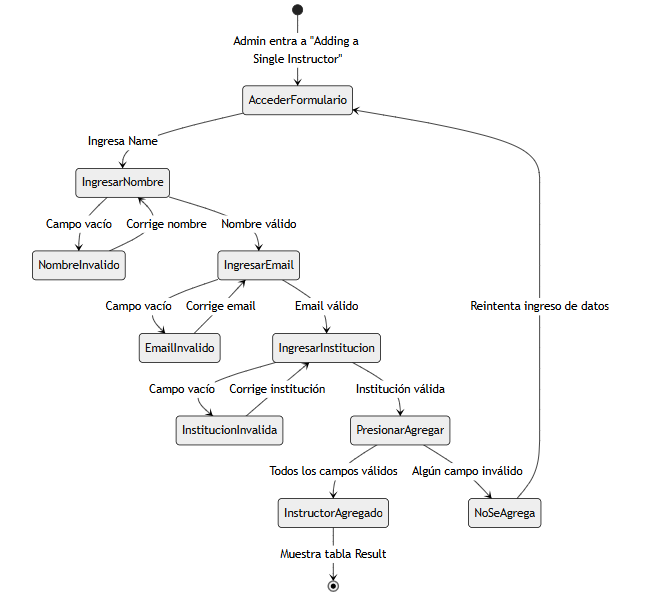 Admin entra a "Adding a
Single Instructor"
AccederFormulario
Ingresa Name
IngresarNombre
Campo vacío
Corrige nombre
Nombre válido
NombreInvalido
IngresarEmail
Campo vacío
Corrige email
Email válido
Reintenta ingreso de datos
EmailInvalido
IngresarInstitucion
Campo vacío
Corrige institución
Institución válida
InstitucionInvalida
PresionarAgregar
Todos los campos válidos
Algún campo inválido
InstructorAgregado
NoSeAgrega
Muestra tabla Result